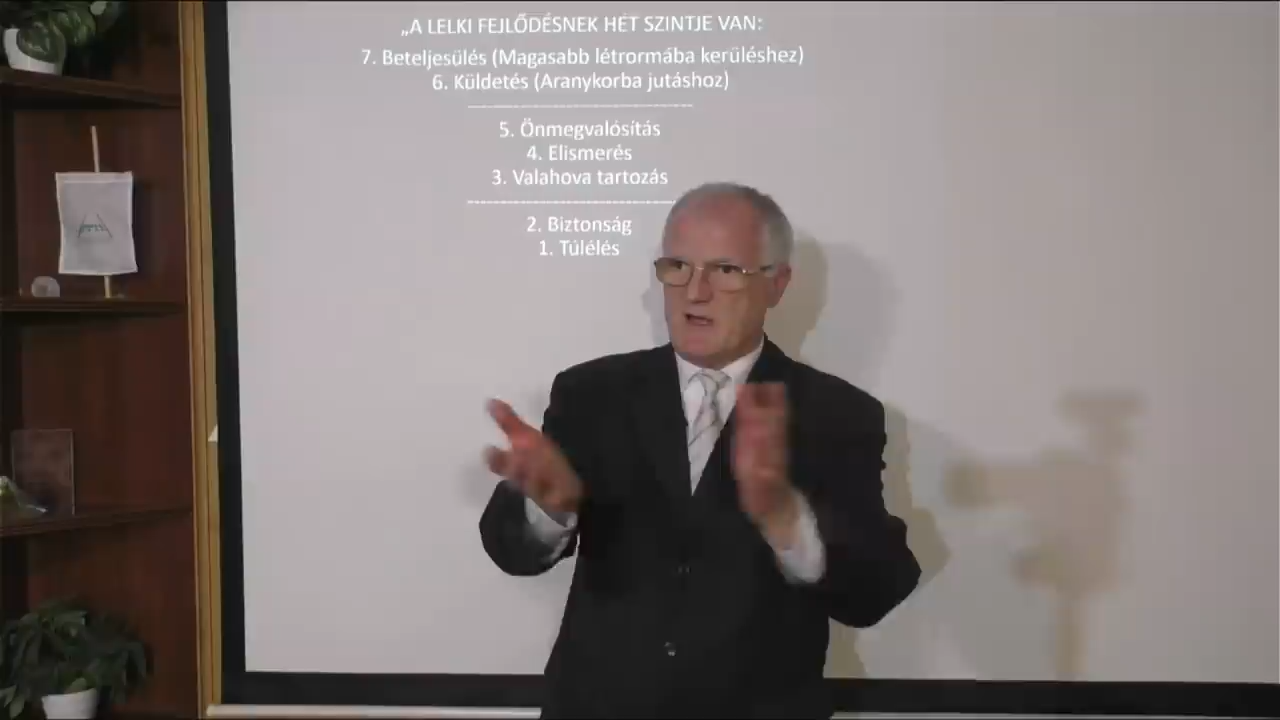 „A LELKI FEJLŐDÉSNEK HÉT SZINTJE VAN:
7. Beteljesülés (Magasabb létrormába kerüléshez)
6. Küldetés (Aranykorba jutáshoz)
5. Önmegvalósítás
4. Elismerés
3. Valahova tartozás
2. Biztonság
1. Túlélés